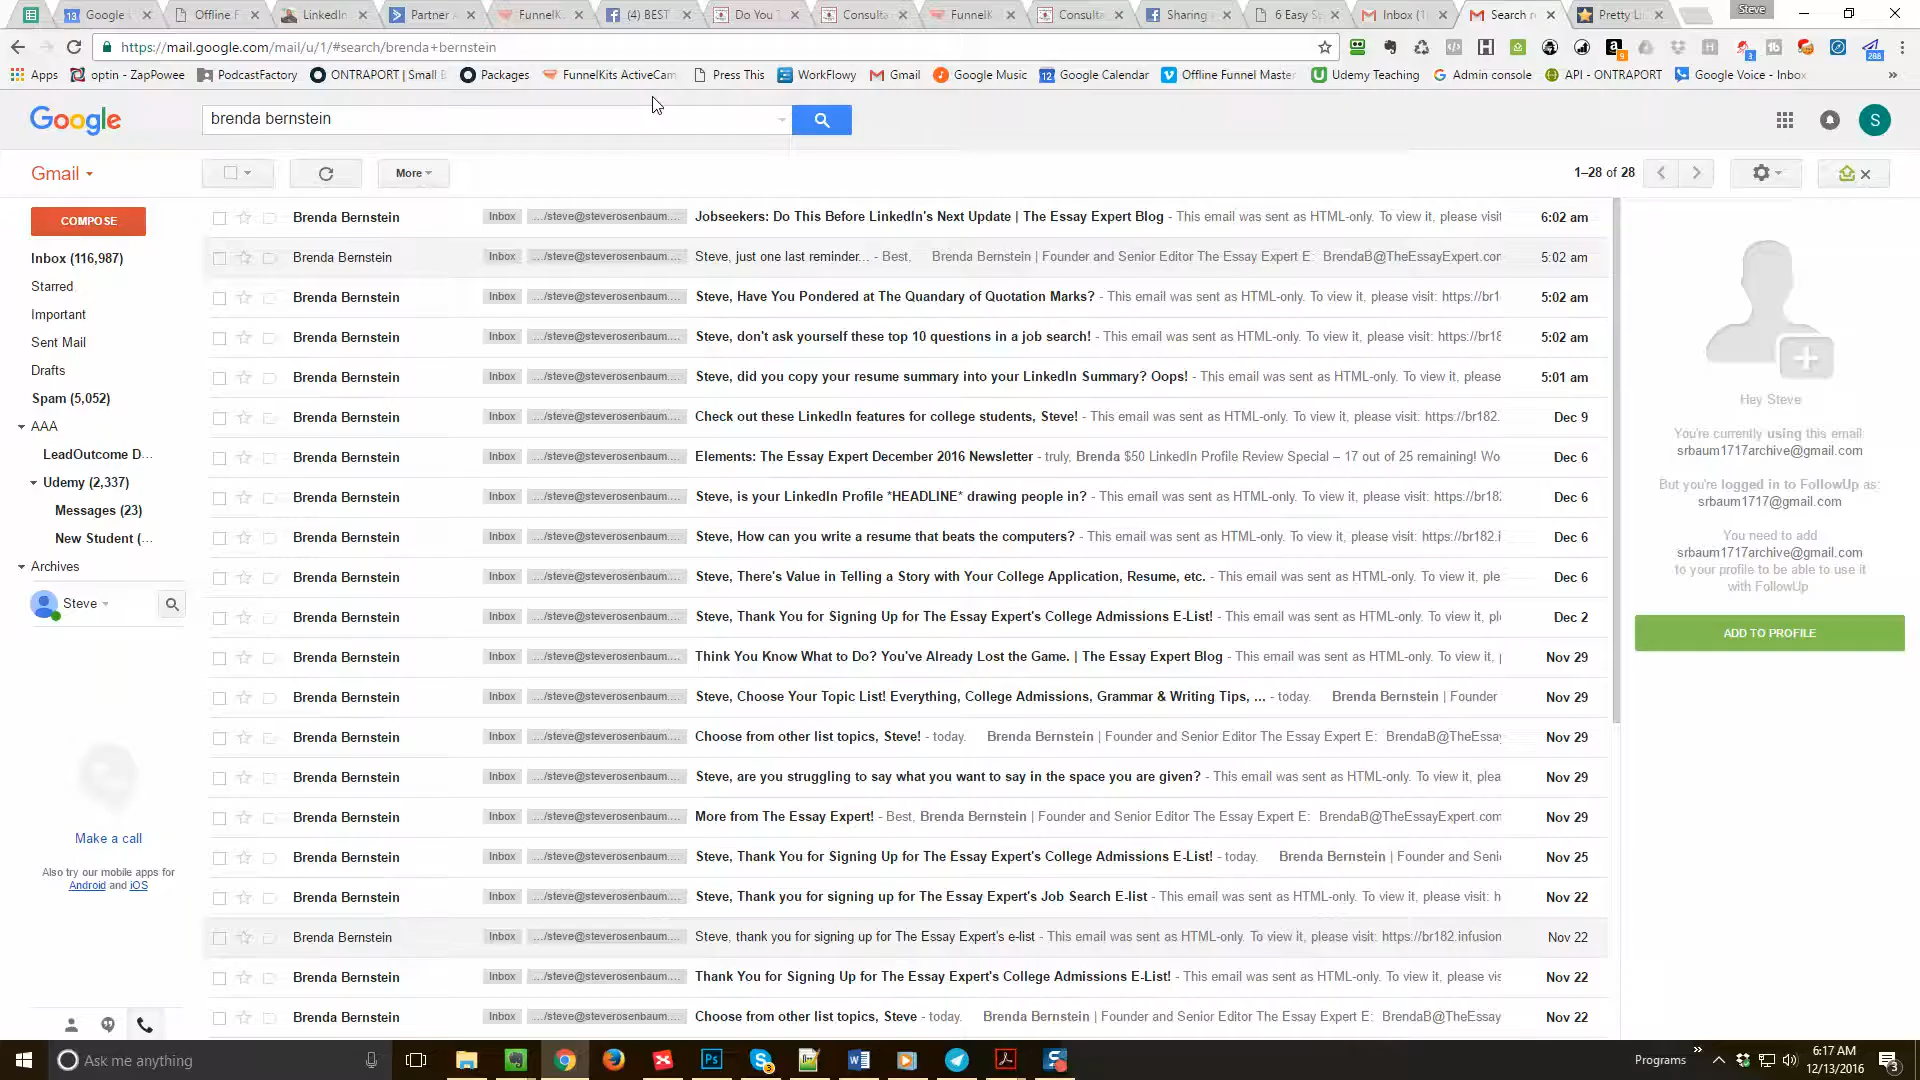 Google
Offline F
LinkedIn
Partner
FunnelK
(4) BEST
Do You
Consulta
FunnelK
Consulta
Sharing
6 Easy S
Inbox (1
Search r
Pretty Li
Steve
https://mail.google.com/mail/u/1/#search/brenda+bernstein
Apps
optin - ZapPowee
PodcastFactory
ONTRAPORT | Small B
Packages
FunnelKits ActiveCam
Press This
WorkFlowy
Gmail
Google Music
Google Calendar
Offline Funnel Master
Udemy Teaching
Admin console
API - ONTRAPORT
Google Voice - Inbox
Google
brenda bernstein
S
Gmail
More
1–28 of 28
COMPOSE
Inbox (116,987)
Starred
Important
Sent Mail
Drafts
Spam (5,052)
AAA
LeadOutcome D...
Udemy (2,337)
Messages (23)
New Student (...
Archives
Steve
Make a call
Also try our mobile apps for
Android and iOS
Brenda Bernstein Inbox .../steve@steverosenbaum.... Jobseekers: Do This Before LinkedIn's Next Update | The Essay Expert Blog - This email was sent as HTML-only. To view it, please visit 6:02 am
Brenda Bernstein Inbox .../steve@steverosenbaum.... Steve, just one last reminder... - Best, Brenda Bernstein | Founder and Senior Editor The Essay Expert E: BrendaB@TheEssayExpert.com 5:02 am
Brenda Bernstein Inbox .../steve@steverosenbaum.... Steve, Have You Pondered at The Quandary of Quotation Marks? - This email was sent as HTML-only. To view it, please visit: https://br1 5:02 am
Brenda Bernstein Inbox .../steve@steverosenbaum.... Steve, don't ask yourself these top 10 questions in a job search! - This email was sent as HTML-only. To view it, please visit: https://br18 5:02 am
Brenda Bernstein Inbox .../steve@steverosenbaum.... Steve, did you copy your resume summary into your LinkedIn Summary? Oops! - This email was sent as HTML-only. To view it, please 5:01 am
Brenda Bernstein Inbox .../steve@steverosenbaum.... Check out these LinkedIn features for college students, Steve! - This email was sent as HTML-only. To view it, please visit: https://br182. Dec 9
Brenda Bernstein Inbox .../steve@steverosenbaum.... Elements: The Essay Expert December 2016 Newsletter - truly, Brenda $50 LinkedIn Profile Review Special – 17 out of 25 remaining! Wo Dec 6
Brenda Bernstein Inbox .../steve@steverosenbaum.... Steve, is your LinkedIn Profile *HEADLINE* drawing people in? - This email was sent as HTML-only. To view it, please visit: https://br182 Dec 6
Brenda Bernstein Inbox .../steve@steverosenbaum.... Steve, How can you write a resume that beats the computers? - This email was sent as HTML-only. To view it, please visit: https://br182.i Dec 6
Brenda Bernstein Inbox .../steve@steverosenbaum.... Steve, There's Value in Telling a Story with Your College Application, Resume, etc. - This email was sent as HTML-only. To view it, ple Dec 6
Brenda Bernstein Inbox .../steve@steverosenbaum.... Steve, Thank You for Signing Up for The Essay Expert's College Admissions E-List! - This email was sent as HTML-only. To view it, pl Dec 2
Brenda Bernstein Inbox .../steve@steverosenbaum.... Think You Know What to Do? You've Already Lost the Game. | The Essay Expert Blog - This email was sent as HTML-only. To view it, p Nov 29
Brenda Bernstein Inbox .../steve@steverosenbaum.... Steve, Choose Your Topic List! Everything, College Admissions, Grammar & Writing Tips, ... - today. Brenda Bernstein | Founder Nov 29
Brenda Bernstein Inbox .../steve@steverosenbaum.... Choose from other list topics, Steve! - today. Brenda Bernstein | Founder and Senior Editor The Essay Expert E: BrendaB@TheEssay Nov 29
Brenda Bernstein Inbox .../steve@steverosenbaum.... Steve, are you struggling to say what you want to say in the space you are given? - This email was sent as HTML-only. To view it, plea Nov 29
Brenda Bernstein Inbox .../steve@steverosenbaum.... More from The Essay Expert! - Best, Brenda Bernstein | Founder and Senior Editor The Essay Expert E: BrendaB@TheEssayExpert.com Nov 29
Brenda Bernstein Inbox .../steve@steverosenbaum.... Steve, Thank You for Signing Up for The Essay Expert's College Admissions E-List! - today. Brenda Bernstein | Founder and Seni Nov 25
Brenda Bernstein Inbox .../steve@steverosenbaum.... Steve, Thank you for signing up for The Essay Expert's Job Search E-list - This email was sent as HTML-only. To view it, please visit: h Nov 22
Brenda Bernstein Inbox .../steve@steverosenbaum.... Steve, thank you for signing up for The Essay Expert's e-list - This email was sent as HTML-only. To view it, please visit: https://br182.infusion Nov 22
Brenda Bernstein Inbox .../steve@steverosenbaum.... Thank You for Signing Up for The Essay Expert's College Admissions E-List! - This email was sent as HTML-only. To view it, please vis Nov 22
Brenda Bernstein Inbox .../steve@steverosenbaum.... Choose from other list topics, Steve - today. Brenda Bernstein | Founder and Senior Editor The Essay Expert E: BrendaB@TheEssay Nov 22
Hey Steve
You're currently using this email
srbaum1717archive@gmail.com
But you're logged in to FollowUp as:
srbaum1717@gmail.com
You need to add
srbaum1717archive@gmail.com
to your profile to be able to use it
with FollowUp
ADD TO PROFILE
Ask me anything
Programs
6:17 AM
12/13/2016
3